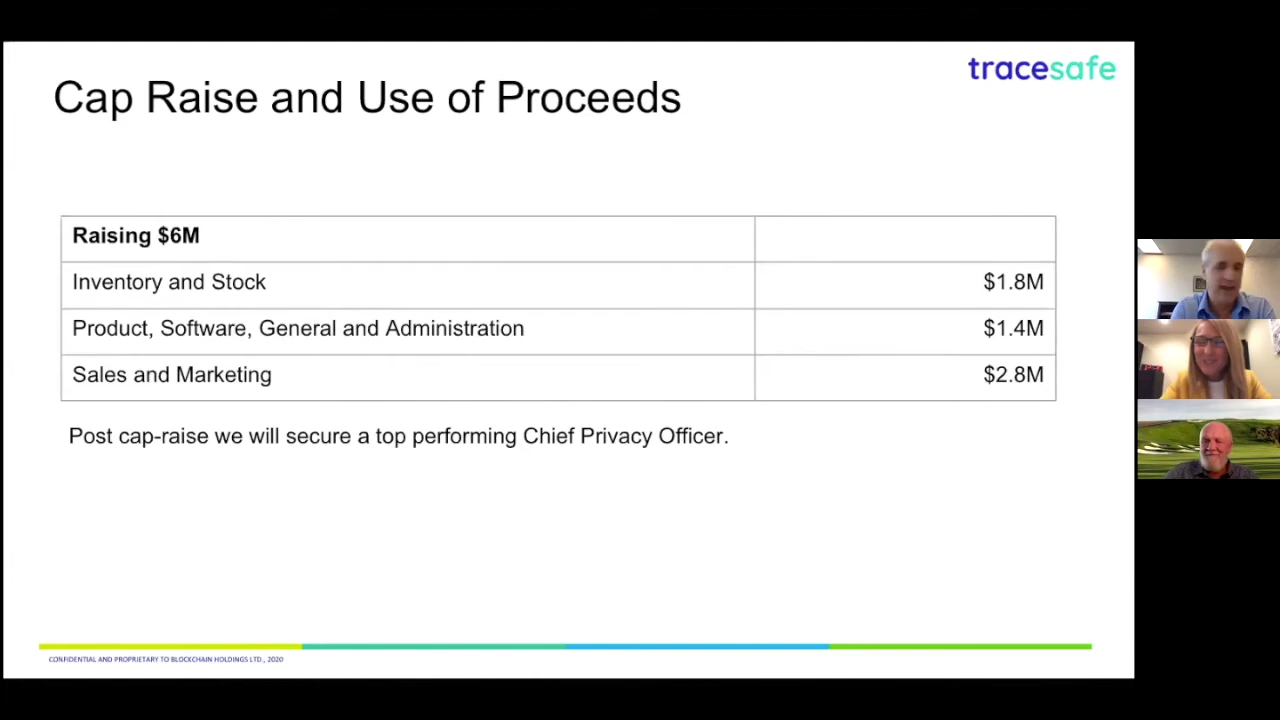 tracesafe
Cap Raise and Use of Proceeds
Raising $6M
Inventory and Stock $1.8M
Product, Software, General and Administration $1.4M
Sales and Marketing $2.8M
Post cap-raise we will secure a top performing Chief Privacy Officer.
CONFIDENTIAL AND PROPRIETARY TO BLOCKCHAIN HOLDINGS LTD., 2020